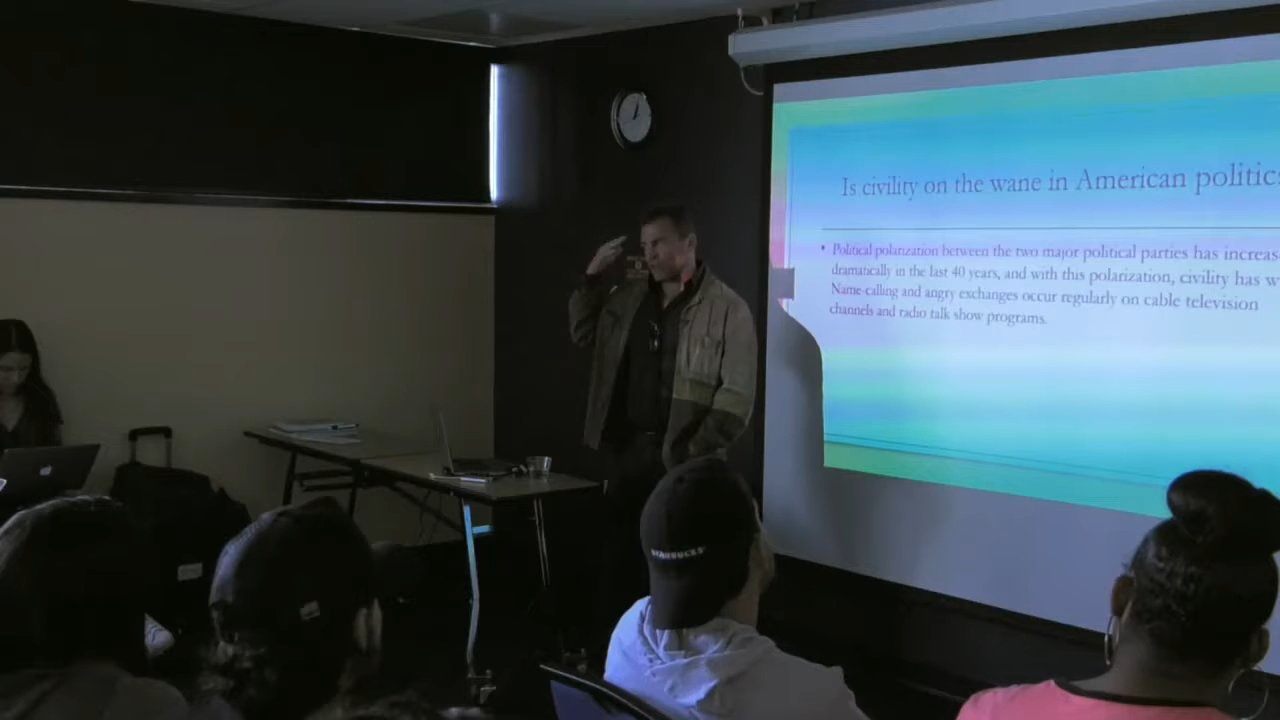 Is civility on the wane in American politics
• Political polarization between the two major political parties has increas
dramatically in the last 40 years, and with this polarization, civility has w
Name-calling and angry exchanges occur regularly on cable television
channels and radio talk show programs.
STARBUCKS